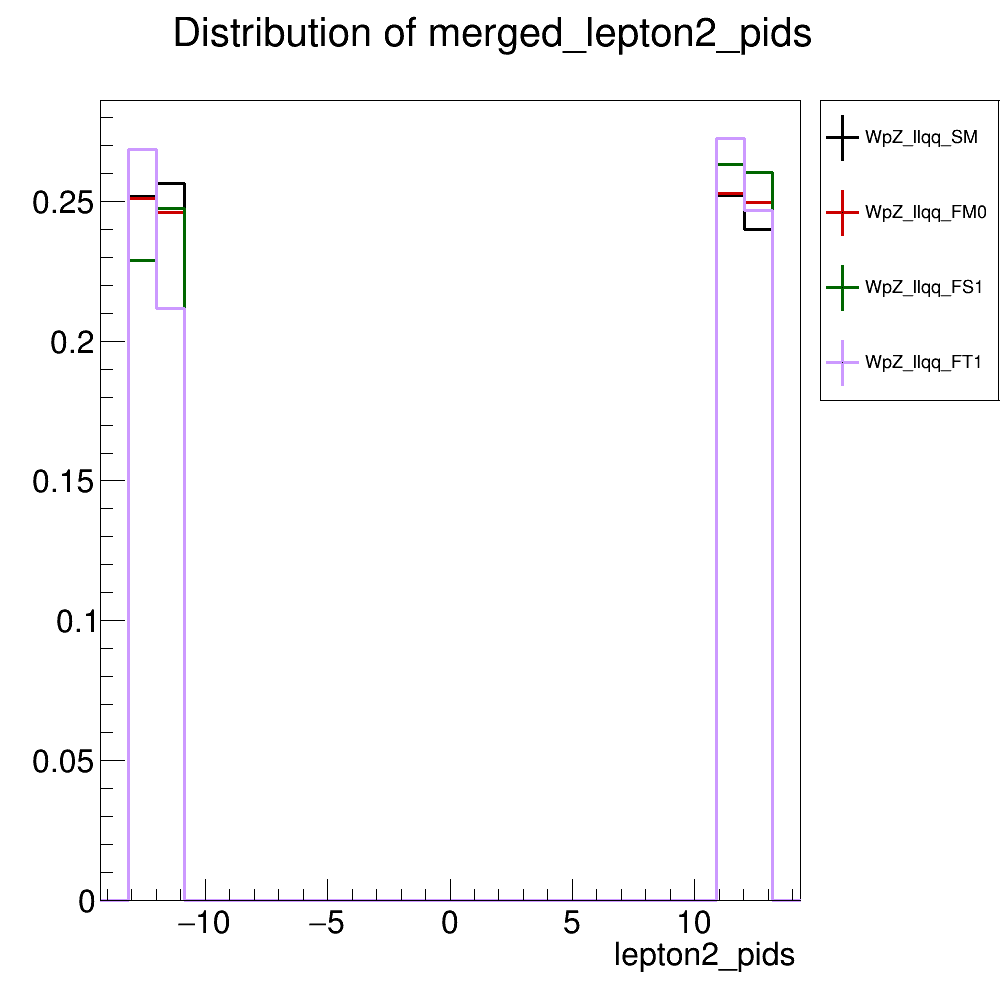 Distribution of merged_lepton2_pids
0.25
0.2
0.15
0.1
0.05
0
−10
−5
0
5
10
lepton2_pids
WpZ_llqq_SM
WpZ_llqq_FM0
WpZ_llqq_FS1
WpZ_llqq_FT1